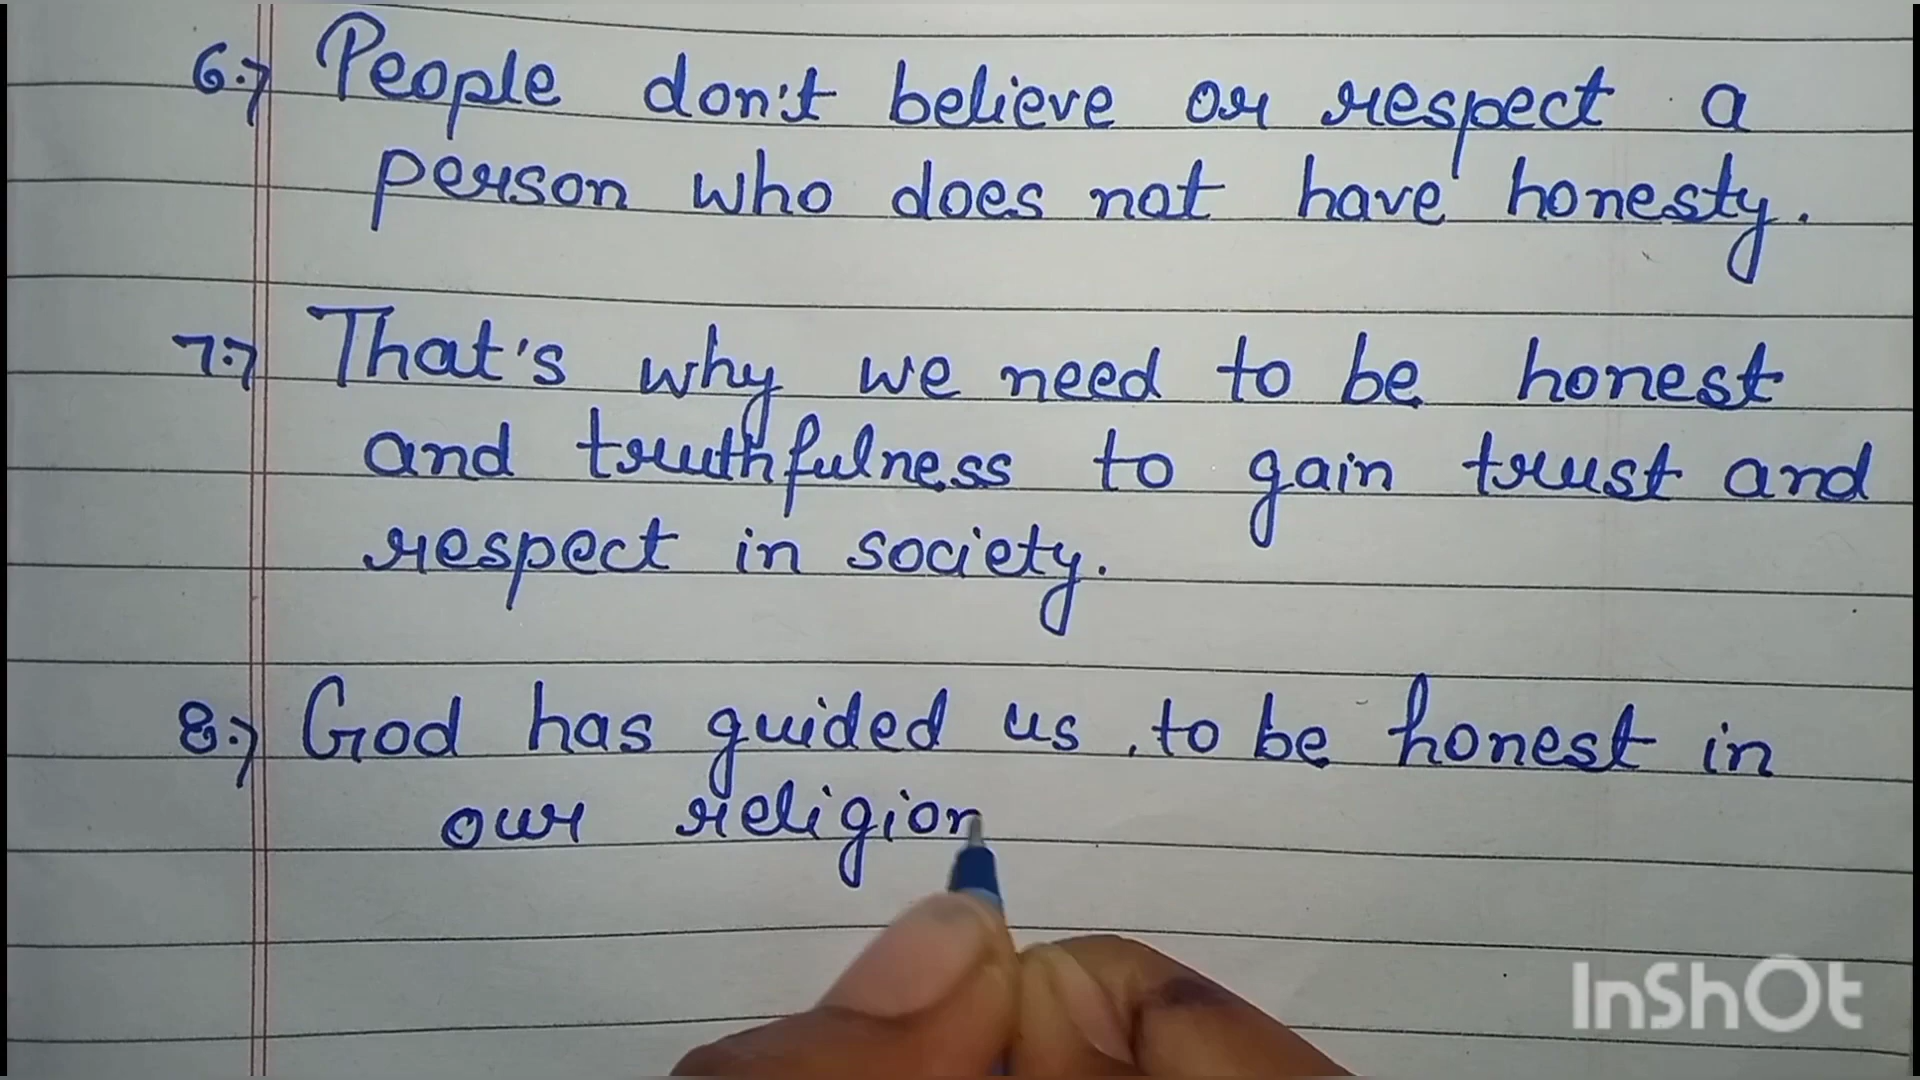 6.) People don't believe or respect a
person who does not have honesty.
7.) That's why we need to be honest
and truthfulness to gain trust and
respect in society.
8.) God has guided us to be honest in
our religion
InShOt